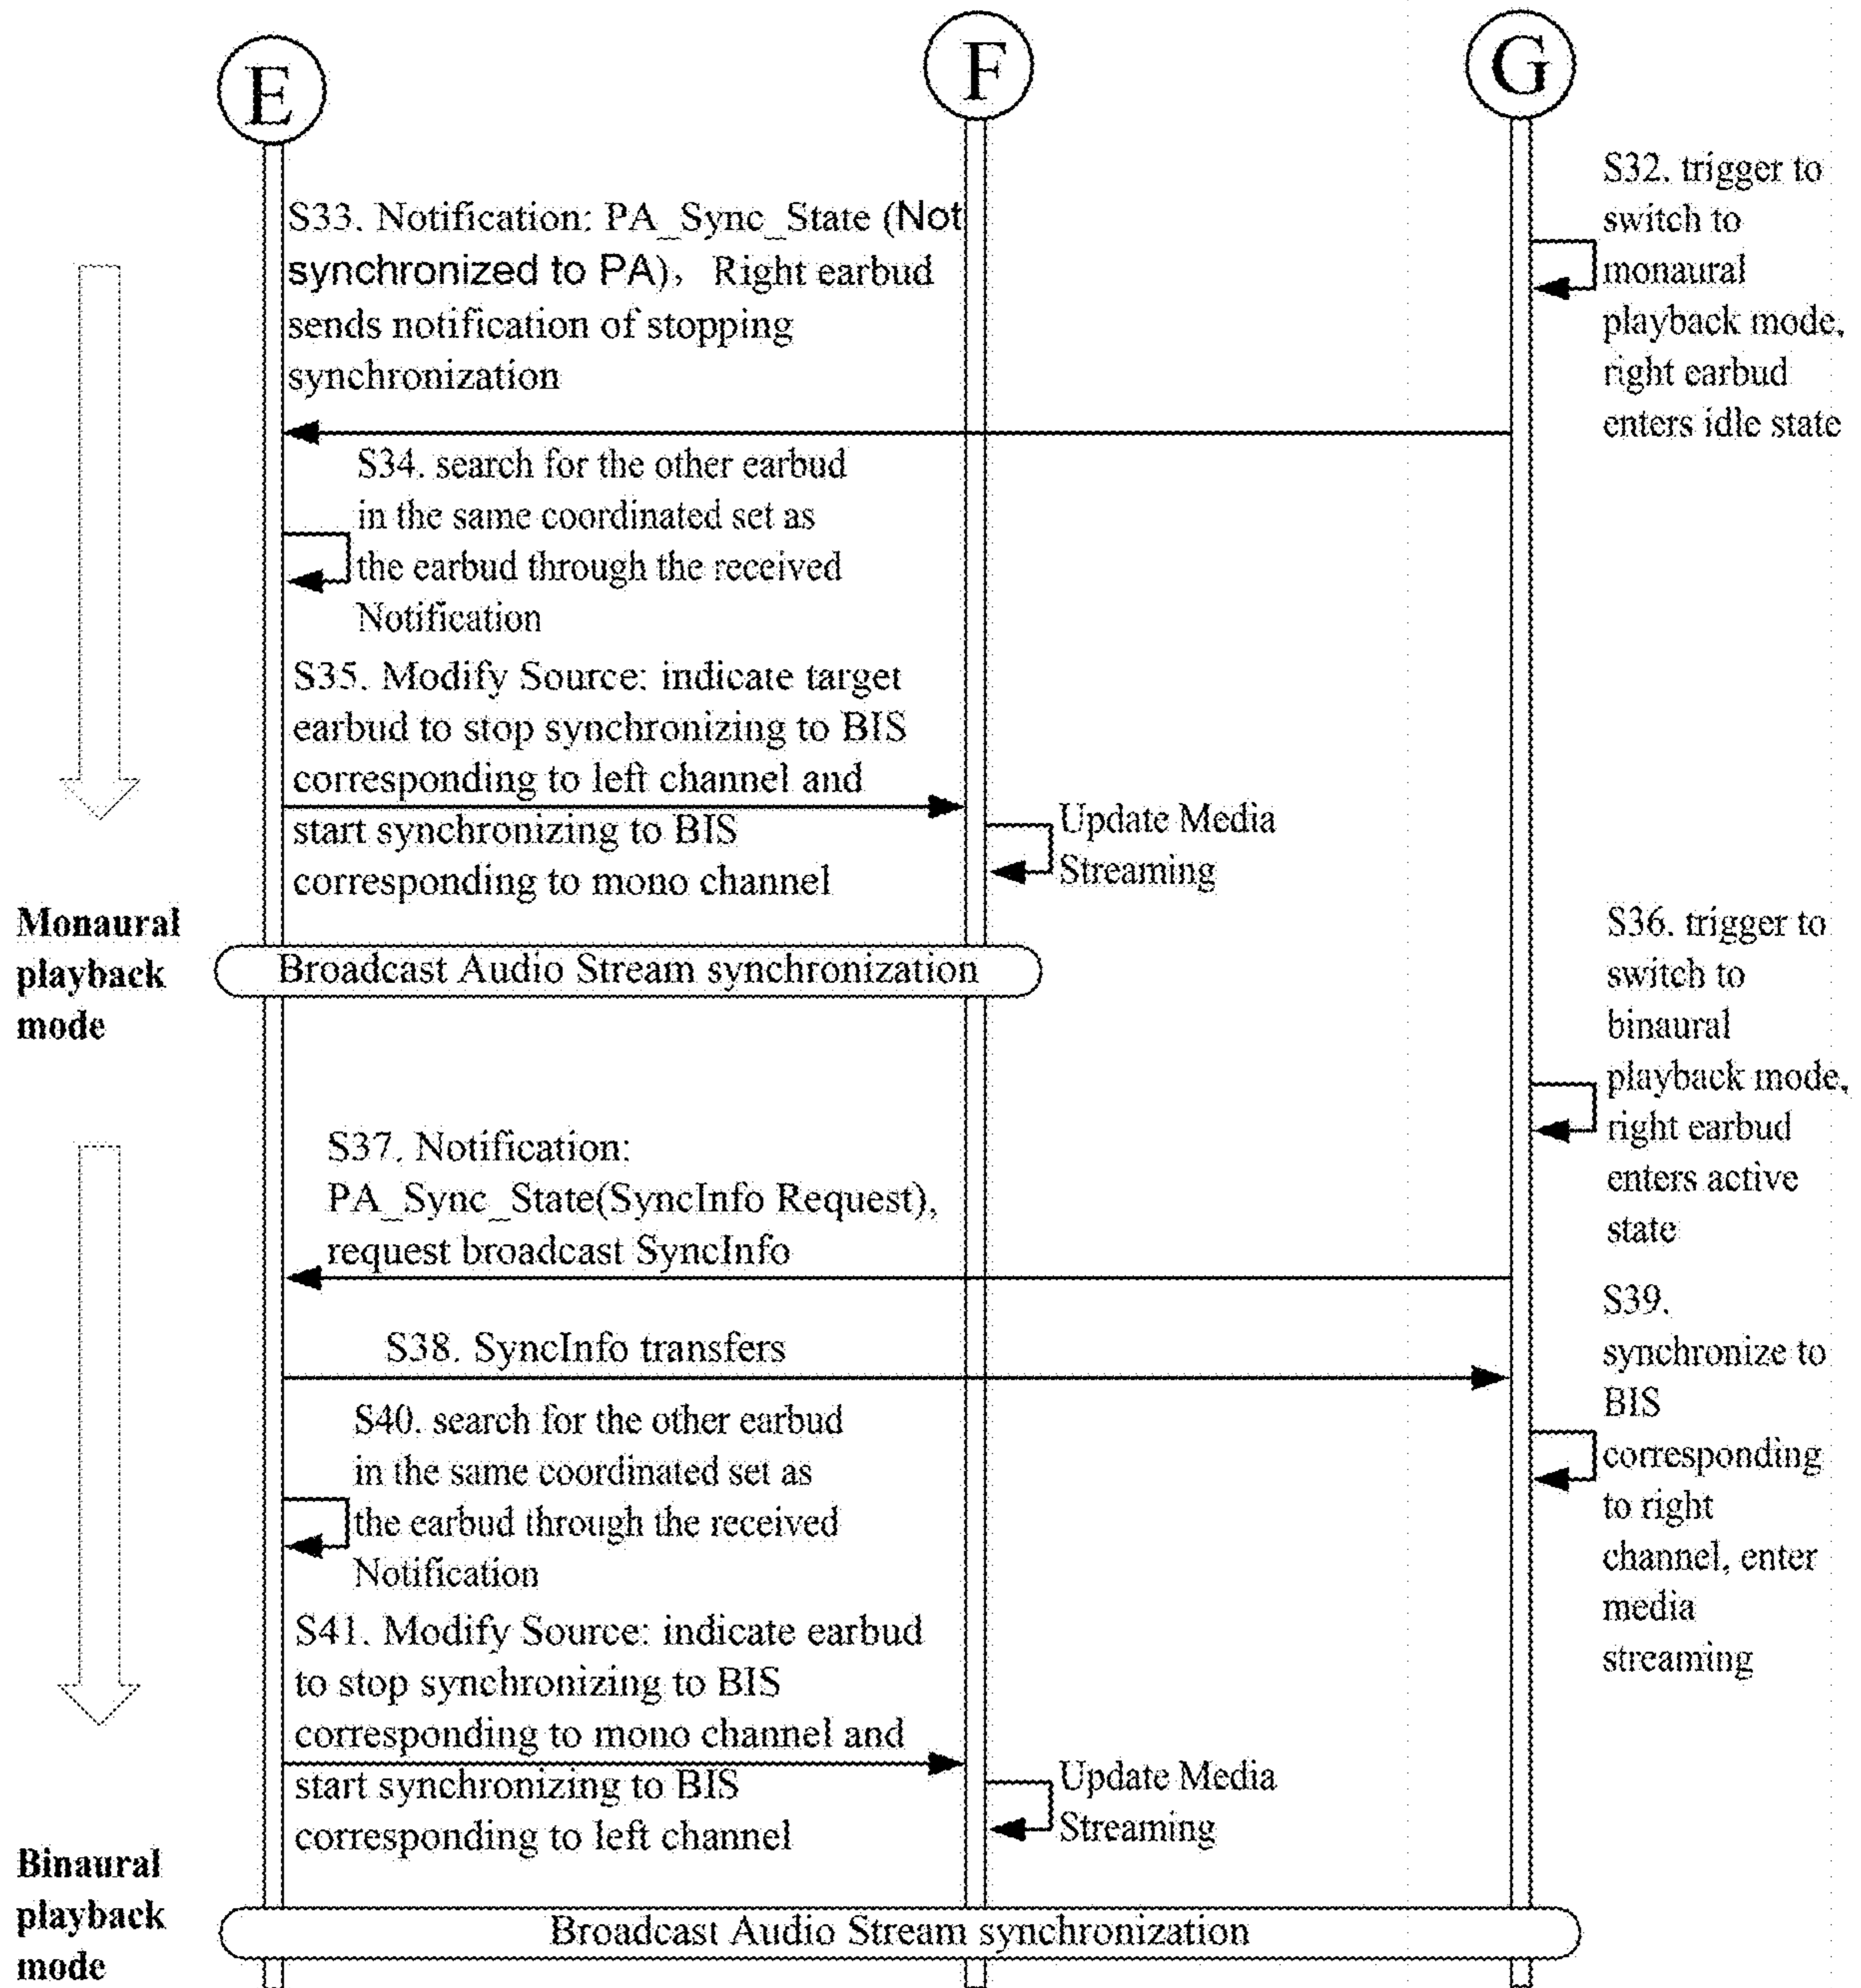 E
F
G
S32. trigger to
switch to
monaural
playback mode,
right earbud
enters idle state
S33. Notification: PA_Sync_State (Not
synchronized to PA), Right earbud
sends notification of stopping
synchronization
S34. search for the other earbud
in the same coordinated set as
the earbud through the received
Notification
S35. Modify Source: indicate target
earbud to stop synchronizing to BIS
corresponding to left channel and
start synchronizing to BIS
corresponding to mono channel
Update Media
Streaming
Monaural
playback
mode
Broadcast Audio Stream synchronization
S36. trigger to
switch to
binaural
playback mode,
right earbud
enters active
state
S37. Notification:
PA_Sync_State(SyncInfo Request),
request broadcast SyncInfo
S38. SyncInfo transfers
S39.
synchronize to
BIS
corresponding
to right
channel, enter
media
streaming
S40. search for the other earbud
in the same coordinated set as
the earbud through the received
Notification
S41. Modify Source: indicate earbud
to stop synchronizing to BIS
corresponding to mono channel and
start synchronizing to BIS
corresponding to left channel
Update Media
Streaming
Binaural
playback
mode
Broadcast Audio Stream synchronization